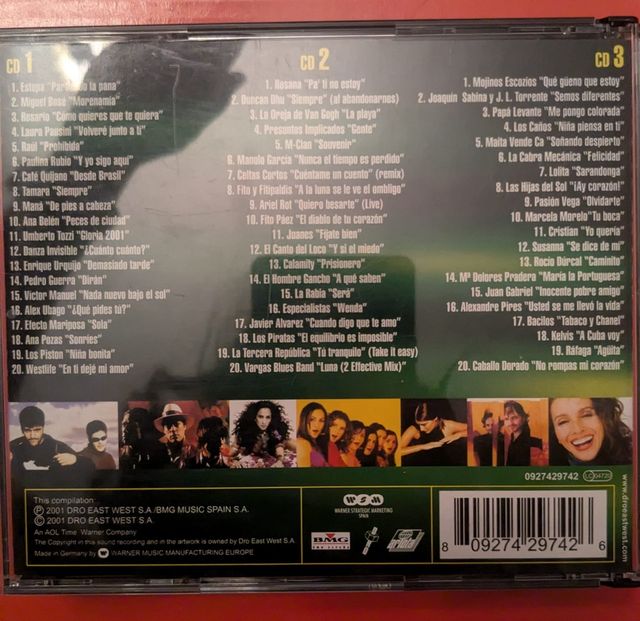 CD 1
1. Estopa "Partiendo la pana"
2. Miguel Bosé "Morenamía"
3. Rosario "Cómo quieres que te quiera"
4. Laura Pausini "Volveré junto a ti"
5. Raúl "Prohibida"
6. Paulina Rubio "Y yo sigo aquí"
7. Café Quijano "Desde Brasil"
8. Tamara "Siempre"
9. Maná "De pies a cabeza"
10. Ana Belén "Peces de ciudad"
11. Umberto Tozzi "Gloria 2001"
12. Danza Invisible "¿Cuánto cuánto?"
13. Enrique Urquijo "Demasiado tarde"
14. Pedro Guerra "Dirán"
15. Víctor Manuel "Nada nuevo bajo el sol"
16. Alex Ubago "¿Qué pides tú?"
17. Efecto Mariposa "Sola"
18. Ana Pozas "Sonríes"
19. Los Piston "Niña bonita"
20. Westlife "En ti dejé mi amor"
CD 2
1. Rosana "Pa' ti no estoy"
2. Duncan Dhu "Siempre" (al abandonarnos)
3. La Oreja de Van Gogh "La playa"
4. Presuntos Implicados "Gente"
5. M-Clan "Souvenir"
6. Manolo García "Nunca el tiempo es perdido"
7. Celtas Cortos "Cuéntame un cuento" (remix)
8. Fito y Fitipaldis "A la luna se le ve el ombligo"
9. Ariel Rot "Quiero besarte" (Live)
10. Fito Páez "El diablo de tu corazón"
11. Juanes "Fíjate bien"
12. El Canto del Loco "Y si el miedo"
13. Calamity "Prisionero"
14. El Hombre Gancho "A qué saben"
15. La Rabia "Será"
16. Especialistas "Wenda"
17. Javier Alvarez "Cuando digo que te amo"
18. Los Piratas "El equilibrio es imposible"
19. La Tercera República "Tú tranquilo" (Take it easy)
20. Vargas Blues Band "Luna (2 Effective Mix)"
CD 3
1. Mojinos Escozíos "Qué güeno que estoy"
2. Joaquin Sabina y J. L. Torrente "Semos diferentes"
3. Papá Levante "Me pongo colorada"
4. Los Caños "Niña piensa en ti"
5. Maita Vende Ca "Soñando despierto"
6. La Cabra Mecánica "Felicidad"
7. Lolita "Sarandonga"
8. Las Hijas del Sol "¡Ay corazón!"
9. Pasión Vega "Olvidarte"
10. Marcela Morelo "Tu boca"
11. Cristian "Yo quería"
12. Susanna "Se dice de mí"
13. Rocío Dúrcal "Caminito"
14. Mª Dolores Pradera "María la Portuguesa"
15. Juan Gabriel "Inocente pobre amigo"
16. Alexandre Pires "Usted se me llevó la vida"
17. Bacilos "Tabaco y Chanel"
18. Kelvis "A Cuba voy"
19. Ráfaga "Agüita"
20. Caballo Dorado "No rompas mi corazón"
0927429742 LC 04725
This compilation:
Ⓟ 2001 DRO EAST WEST S.A /BMG MUSIC SPAIN S.A.
© 2001 DRO EAST WEST S.A.
An AOL Time Warner Company
The Copyright in this sound recording and in the artwork is owned by Dro East West S.A
Made in Germany by WARNER MUSIC MANUFACTURING EUROPE
WSM
WARNER STRATEGIC MARKETING
SPAIN
BMG
8 09274 29742 6
www.droeastwest.com